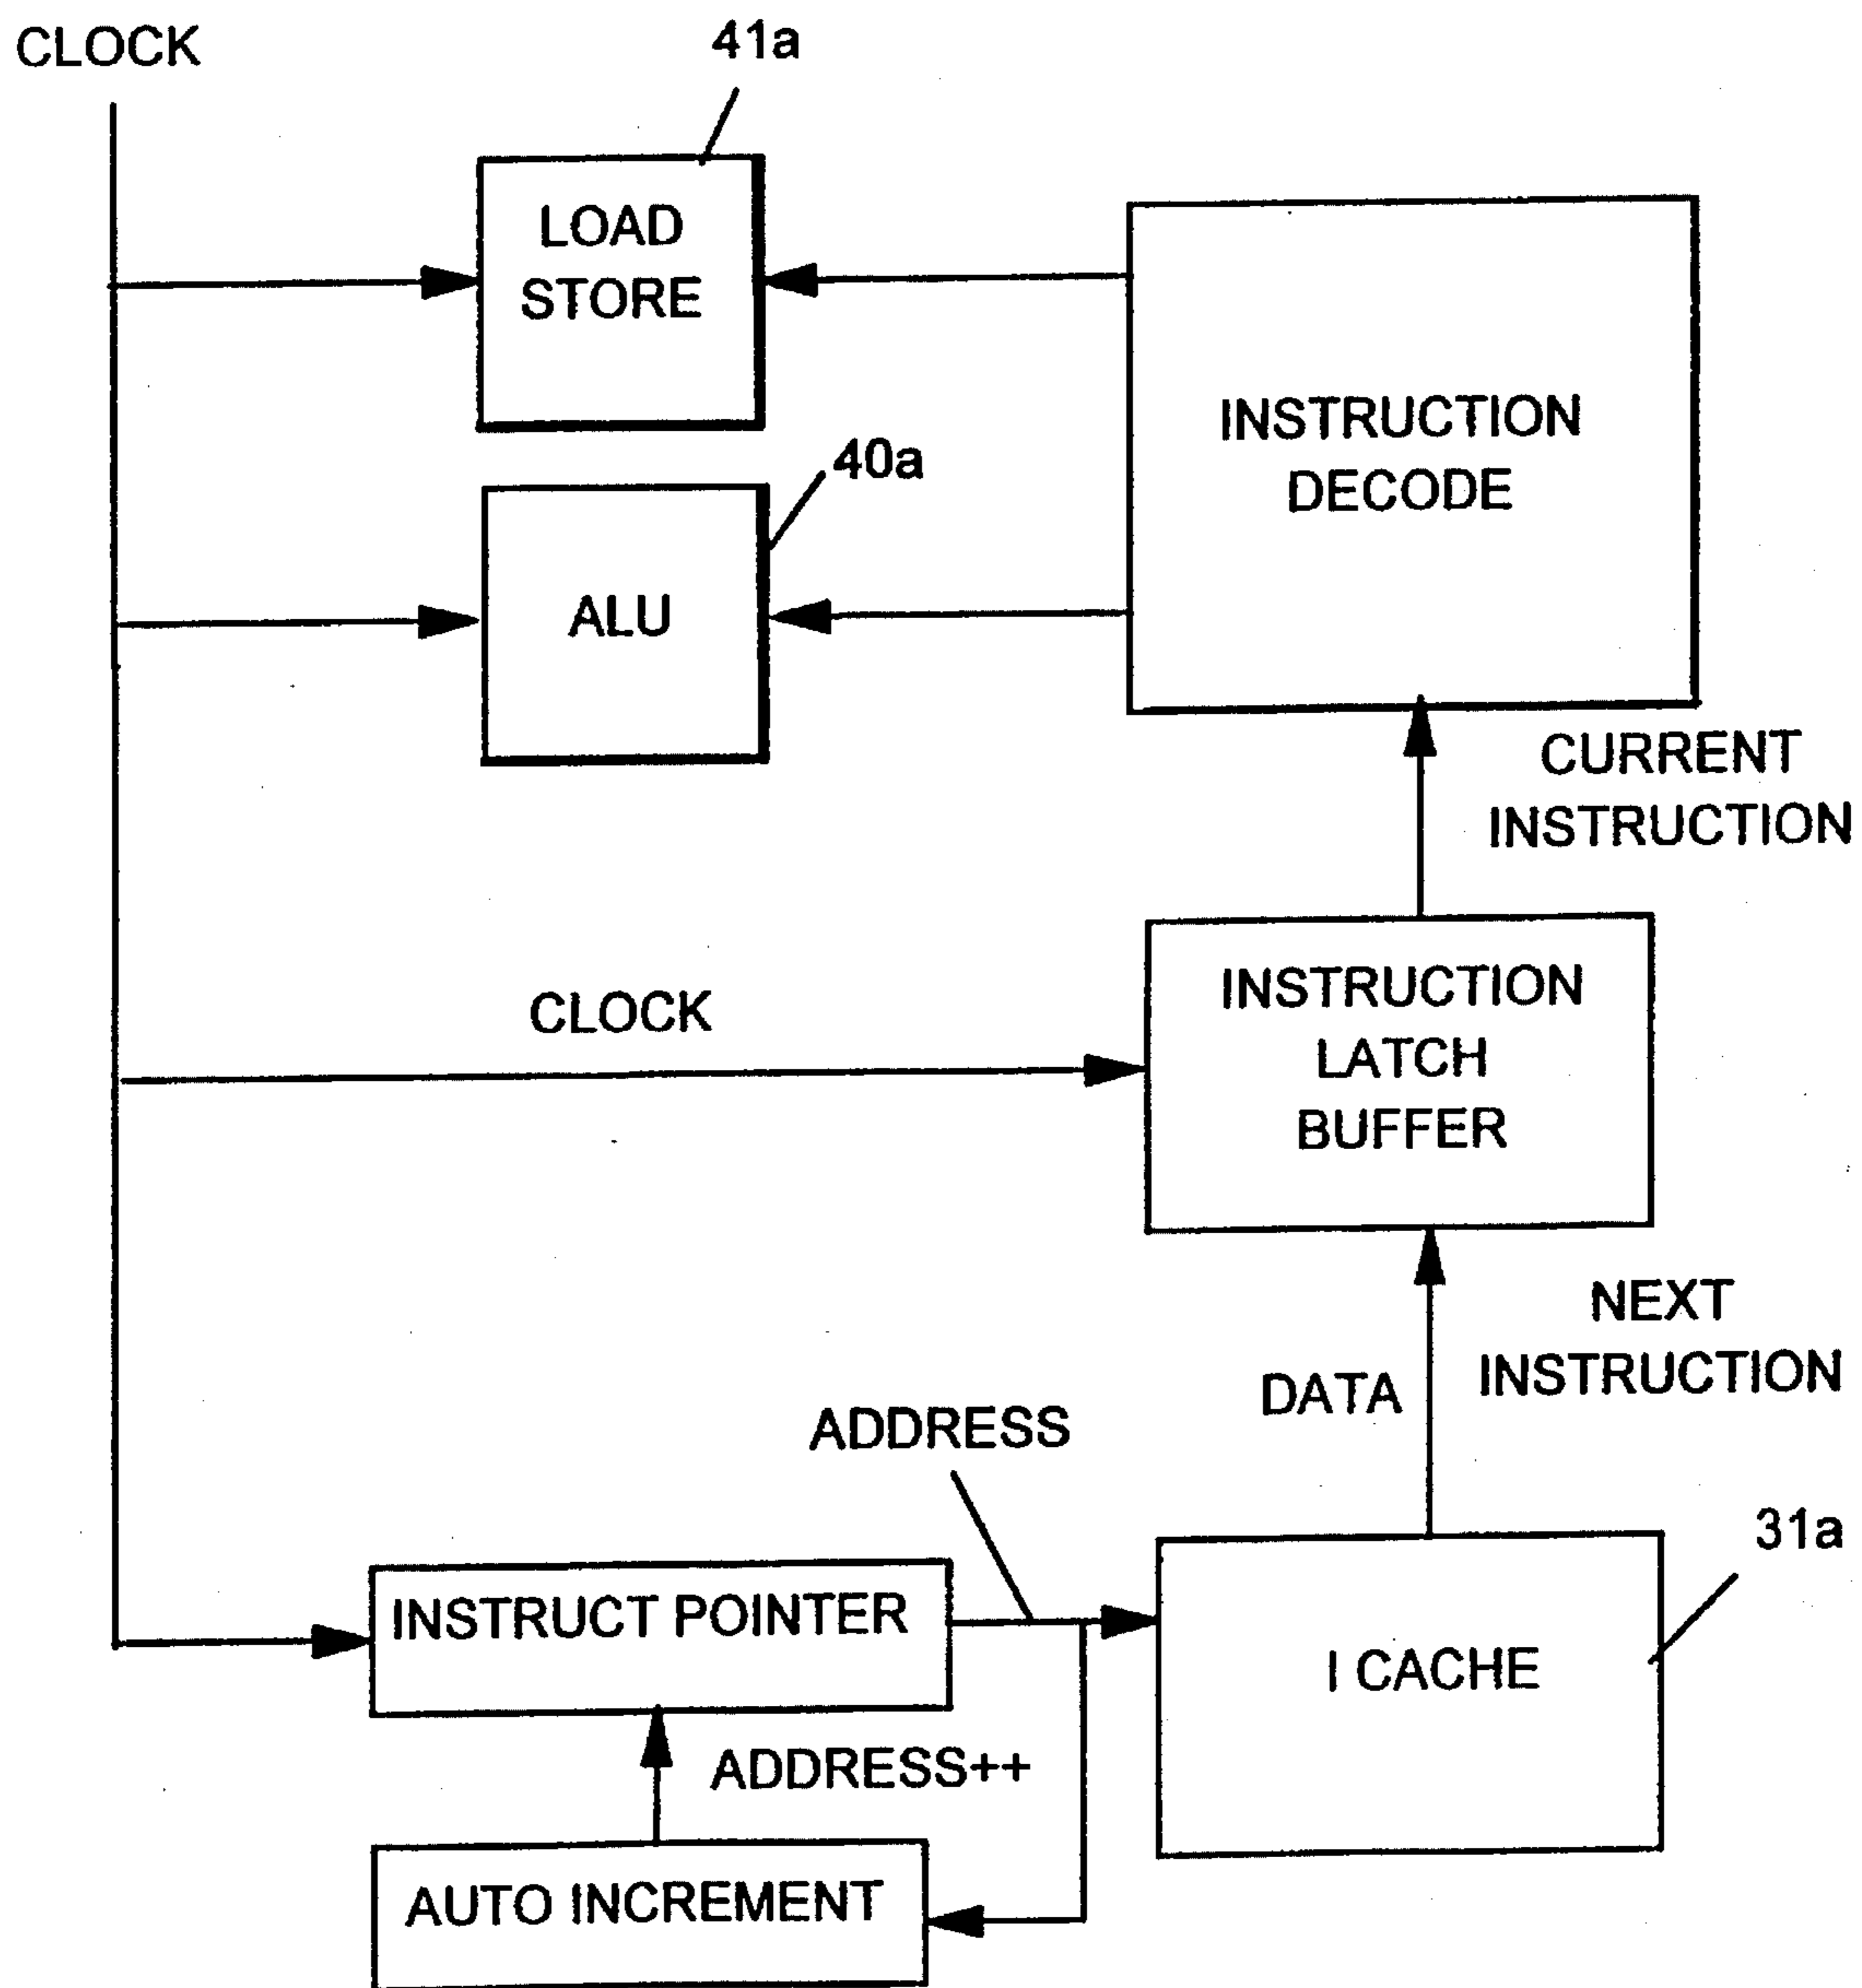 CLOCK
41a
LOAD
STORE
INSTRUCTION
DECODE
40a
ALU
CURRENT
INSTRUCTION
INSTRUCTION
LATCH
BUFFER
CLOCK
NEXT
INSTRUCTION
DATA
ADDRESS
31a
INSTRUCT POINTER
I CACHE
ADDRESS++
AUTO INCREMENT